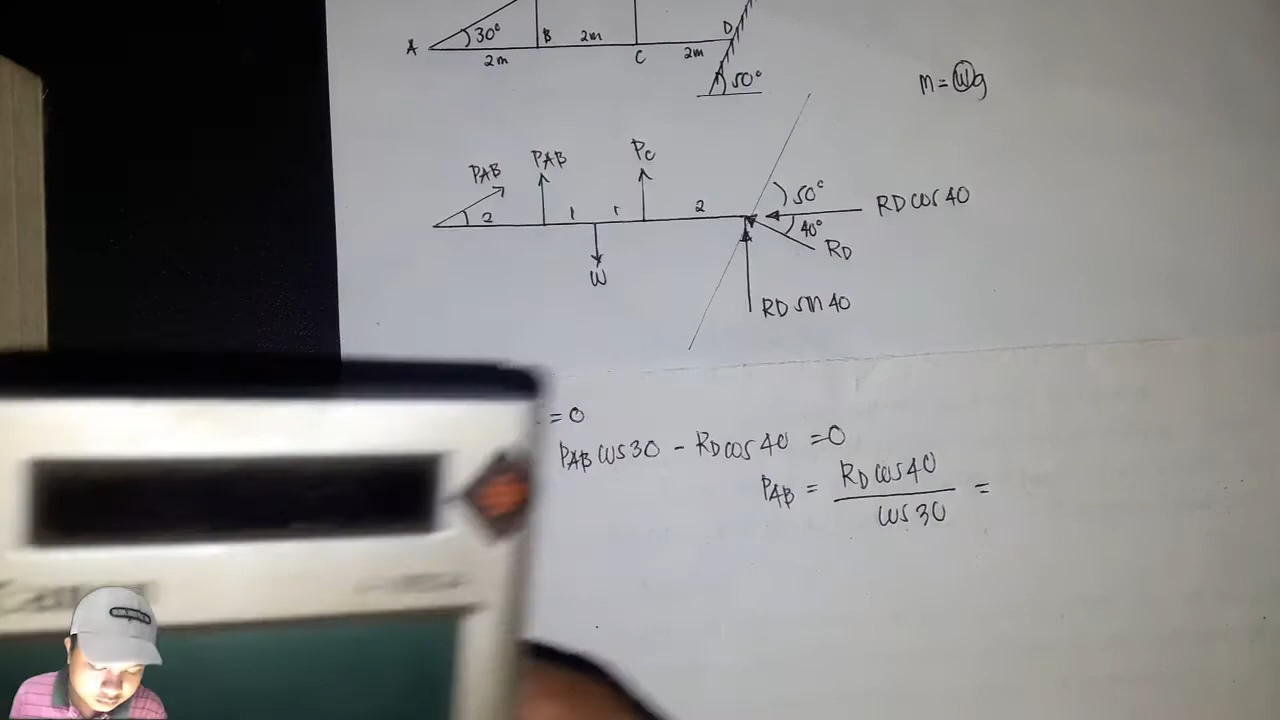 A 30° B 2m C D
2m 2m 50°
m = Wg
PAB PAB Pc
2 1 1 2 50° RD cos 40
40°
W RD
RD sin 40
= 0
PAB cos 30 - RD cos 40 = 0
PAB = RD cos 40 =
cos 30